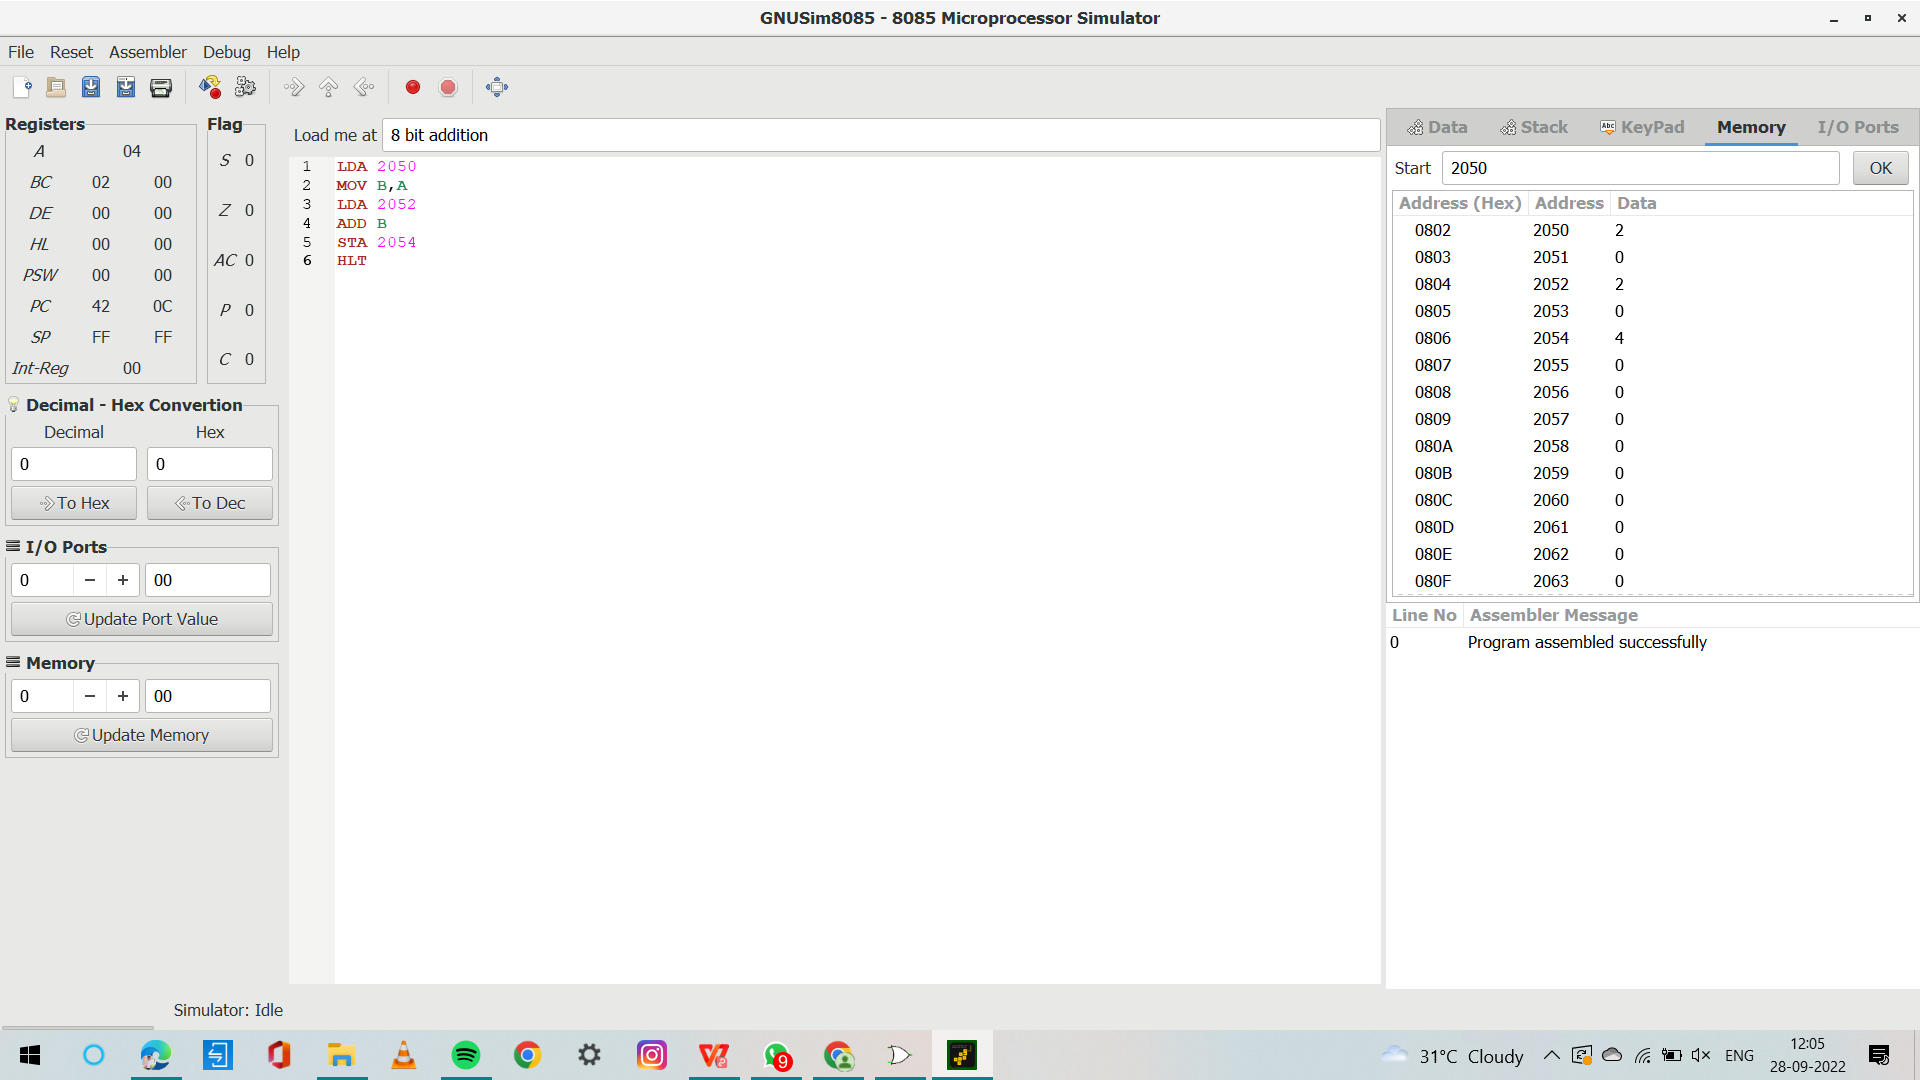 GNUSim8085 - 8085 Microprocessor Simulator
File Reset Assembler Debug Help
Registers
A 04
BC 02 00
DE 00 00
HL 00 00
PSW 00 00
PC 42 0C
SP FF FF
Int-Reg 00
Flag
S 0
Z 0
AC 0
P 0
C 0
Decimal - Hex Convertion
Decimal Hex
0 0
To Hex To Dec
I/O Ports
0 − + 00
Update Port Value
Memory
0 − + 00
Update Memory
Load me at 8 bit addition
1 LDA 2050
2 MOV B,A
3 LDA 2052
4 ADD B
5 STA 2054
6 HLT
Data Stack Abc KeyPad Memory I/O Ports
Start 2050 OK
Address (Hex) Address Data
0802 2050 2
0803 2051 0
0804 2052 2
0805 2053 0
0806 2054 4
0807 2055 0
0808 2056 0
0809 2057 0
080A 2058 0
080B 2059 0
080C 2060 0
080D 2061 0
080E 2062 0
080F 2063 0
Line No Assembler Message
0 Program assembled successfully
Simulator: Idle
9
31°C Cloudy
ENG
12:05
28-09-2022